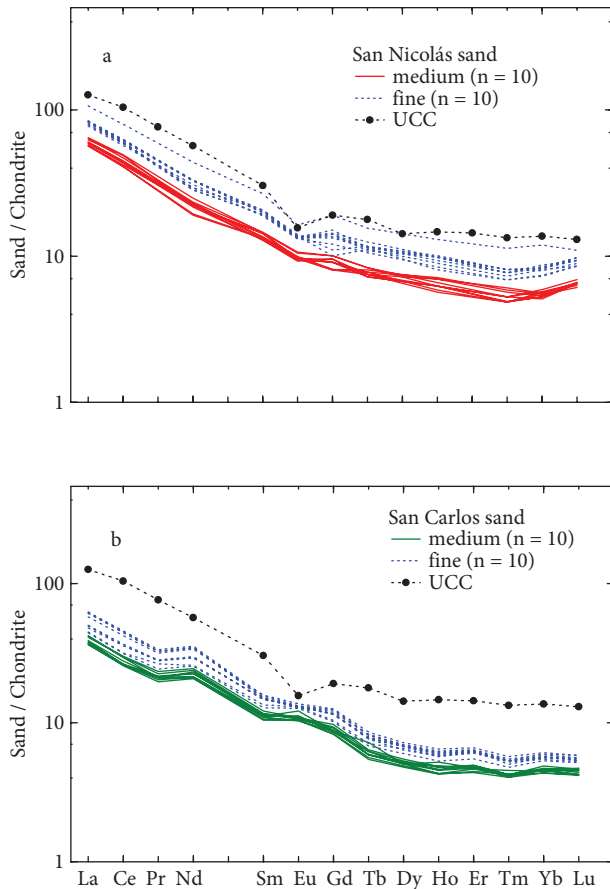 a
San Nicolás sand
medium (n = 10)
fine (n = 10)
UCC
100
10
1
Sand / Chondrite
b
San Carlos sand
medium (n = 10)
fine (n = 10)
UCC
100
10
1
Sand / Chondrite
La Ce Pr Nd Sm Eu Gd Tb Dy Ho Er Tm Yb Lu